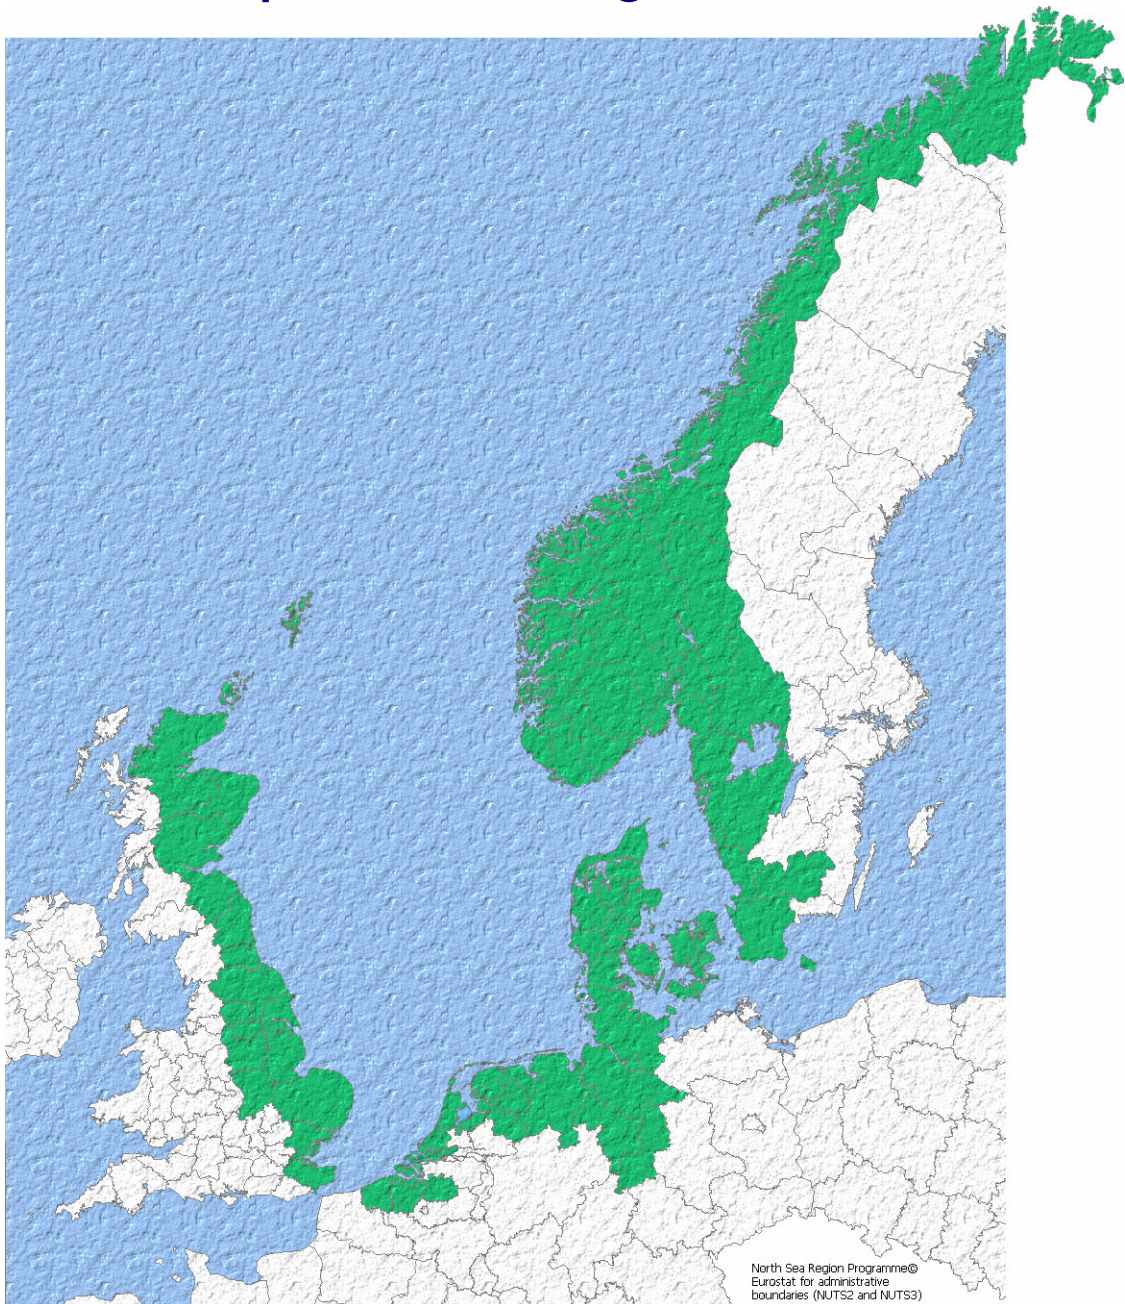 North Sea Region Programme©
Eurostat for administrative
boundaries (NUTS2 and NUTS3)